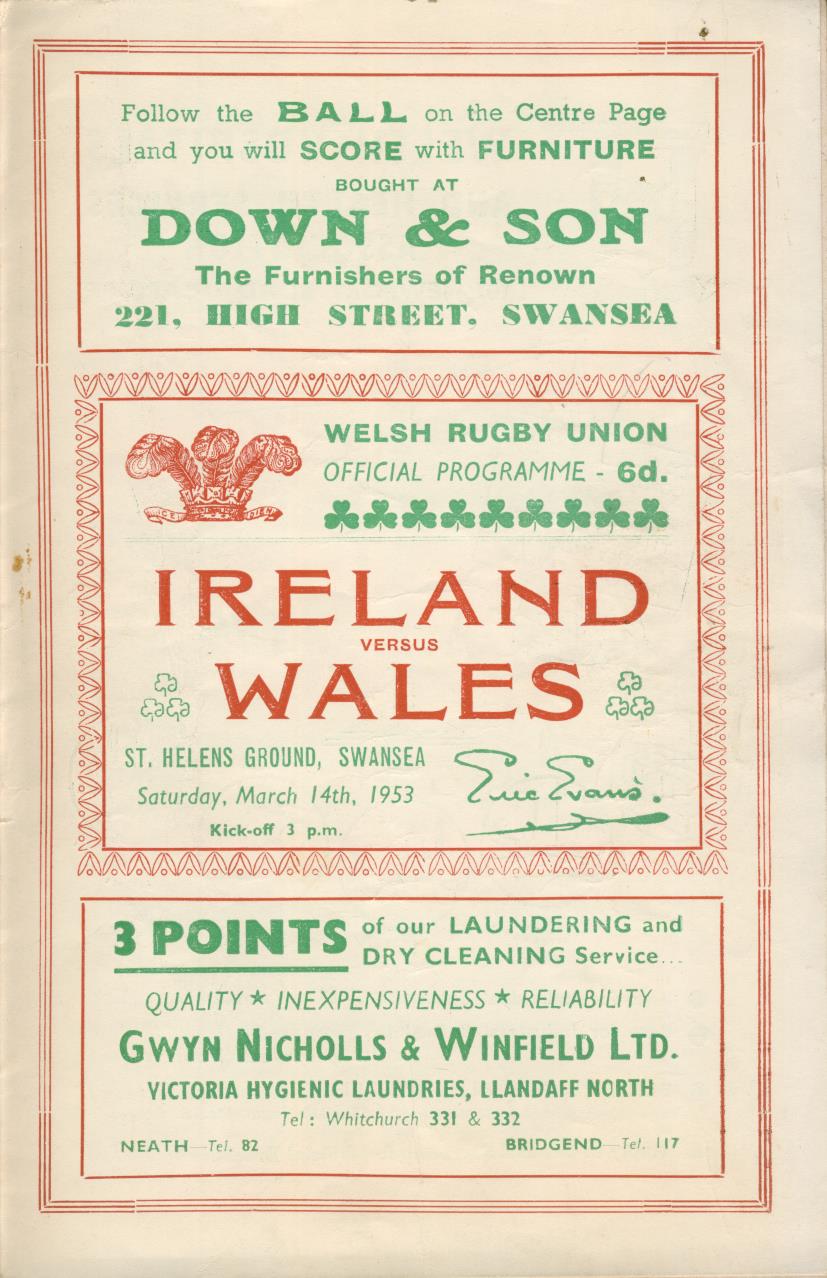 Follow the BALL on the Centre Page
and you will SCORE with FURNITURE
BOUGHT AT
DOWN & SON
The Furnishers of Renown
221, HIGH STREET. SWANSEA
WELSH RUGBY UNION
OFFICIAL PROGRAMME - 6d.
IRELAND
VERSUS
WALES
ST. HELENS GROUND, SWANSEA
Saturday, March 14th, 1953
Kick-off 3 p.m.
Eric Evans.
3 POINTS of our LAUNDERING and
DRY CLEANING Service...
QUALITY ★ INEXPENSIVENESS ★ RELIABILITY
GWYN NICHOLLS & WINFIELD LTD.
VICTORIA HYGIENIC LAUNDRIES, LLANDAFF NORTH
Tel: Whitchurch 331 & 332
NEATH—Tel. 82 BRIDGEND—Tel. 117